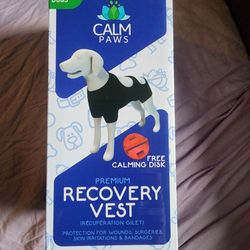 DOGS
CALM
PAWS
FREE
CALMING DISK
PREMIUM
RECOVERY
VEST
(RÉCUPÉRATION GILET)
PROTECTION FOR WOUNDS, SURGERIES,
SKIN IRRITATIONS & BANDAGES